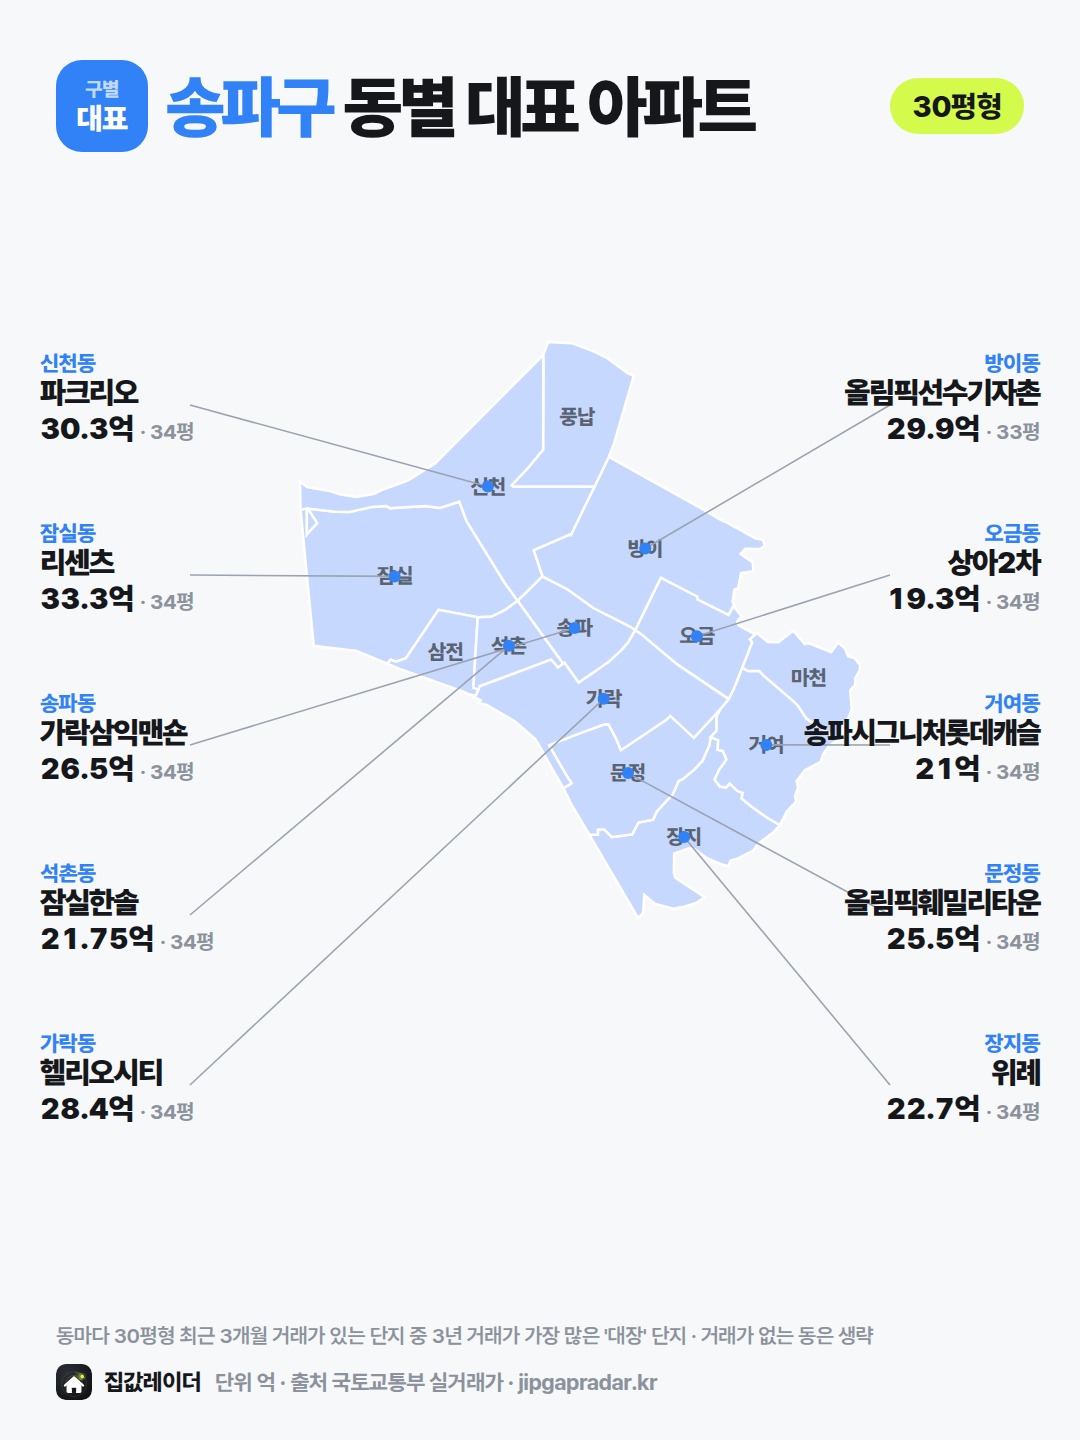 구별
대표
송파구 동별 대표 아파트
30평형
신천동
파크리오
30.3억 · 34평
잠실동
리센츠
33.3억 · 34평
송파동
가락삼익맨숀
26.5억 · 34평
석촌동
잠실한솔
21.75억 · 34평
가락동
헬리오시티
28.4억 · 34평
풍납
신천
방이
잠실
송파
오금
삼전
석촌
마천
가락
거여
문정
장지
방이동
올림픽선수기자촌
29.9억 · 33평
오금동
상아2차
19.3억 · 34평
거여동
송파시그니처롯데캐슬
21억 · 34평
문정동
올림픽훼밀리타운
25.5억 · 34평
장지동
위례
22.7억 · 34평
동마다 30평형 최근 3개월 거래가 있는 단지 중 3년 거래가 가장 많은 '대장' 단지 · 거래가 없는 동은 생략
집값레이더 단위 억 · 출처 국토교통부 실거래가 · jipgapradar.kr